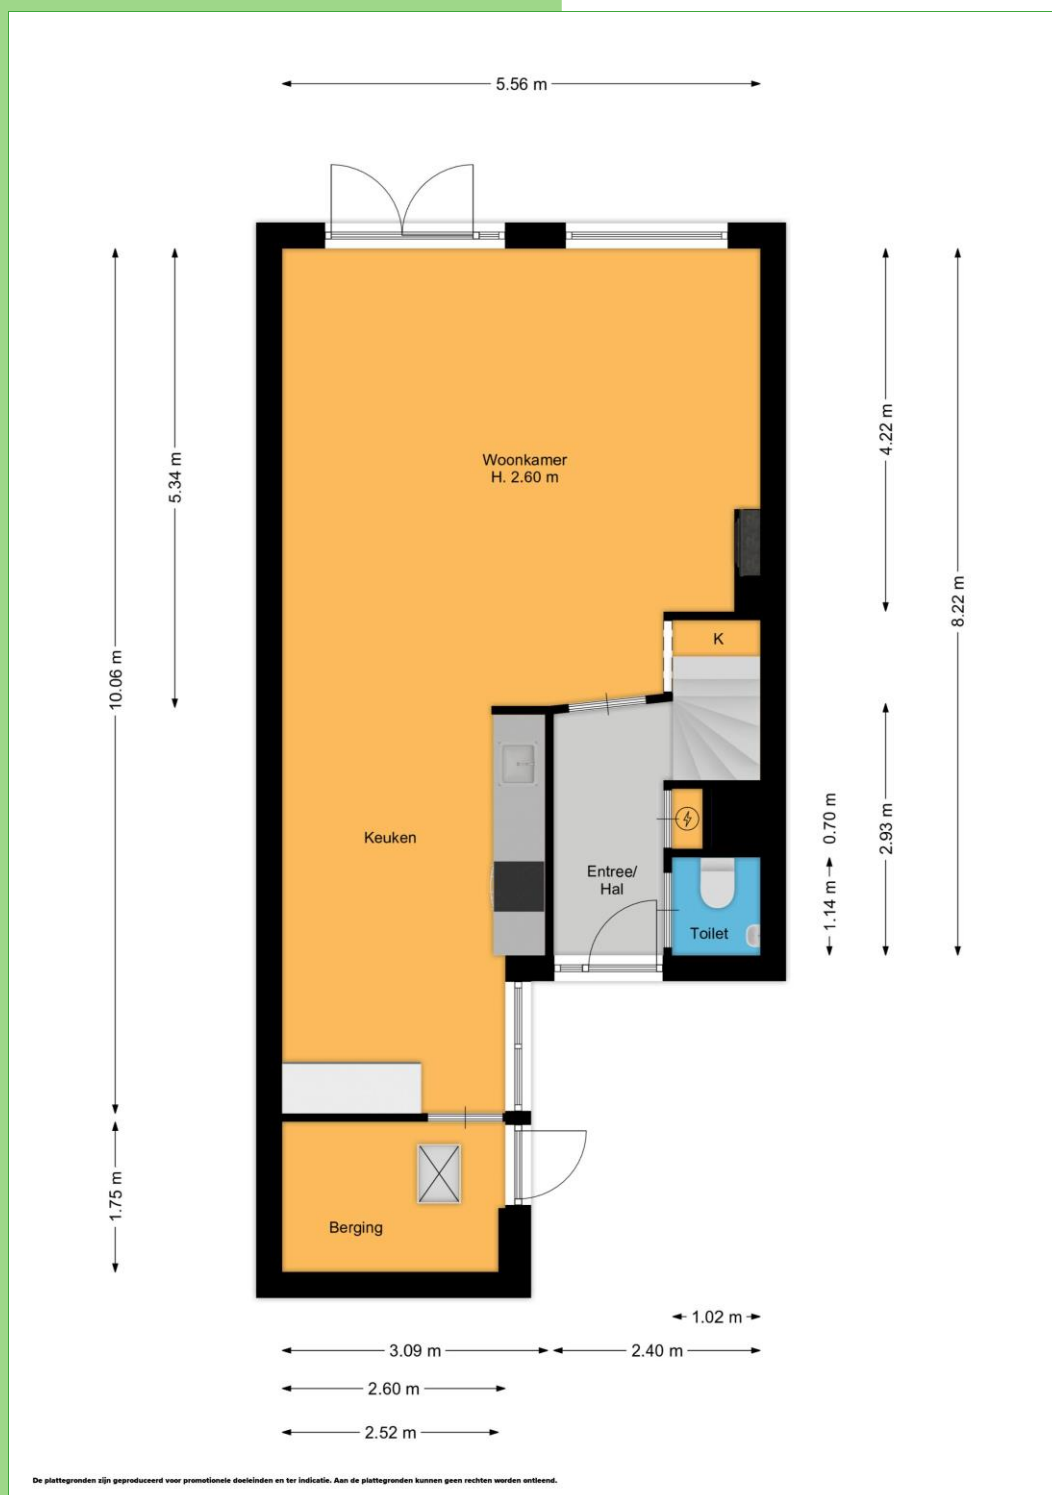 5.56 m
Woonkamer
H. 2.60 m
5.34 m
4.22 m
8.22 m
10.06 m
K
Keuken
Entree/
Hal
Toilet
0.70 m
1.14 m
2.93 m
1.75 m
Berging
1.02 m
3.09 m
2.40 m
2.60 m
2.52 m
De plattegronden zijn geproduceerd voor promotionele doeleinden en ter indicatie. Aan de plattegronden kunnen geen rechten worden ontleend.